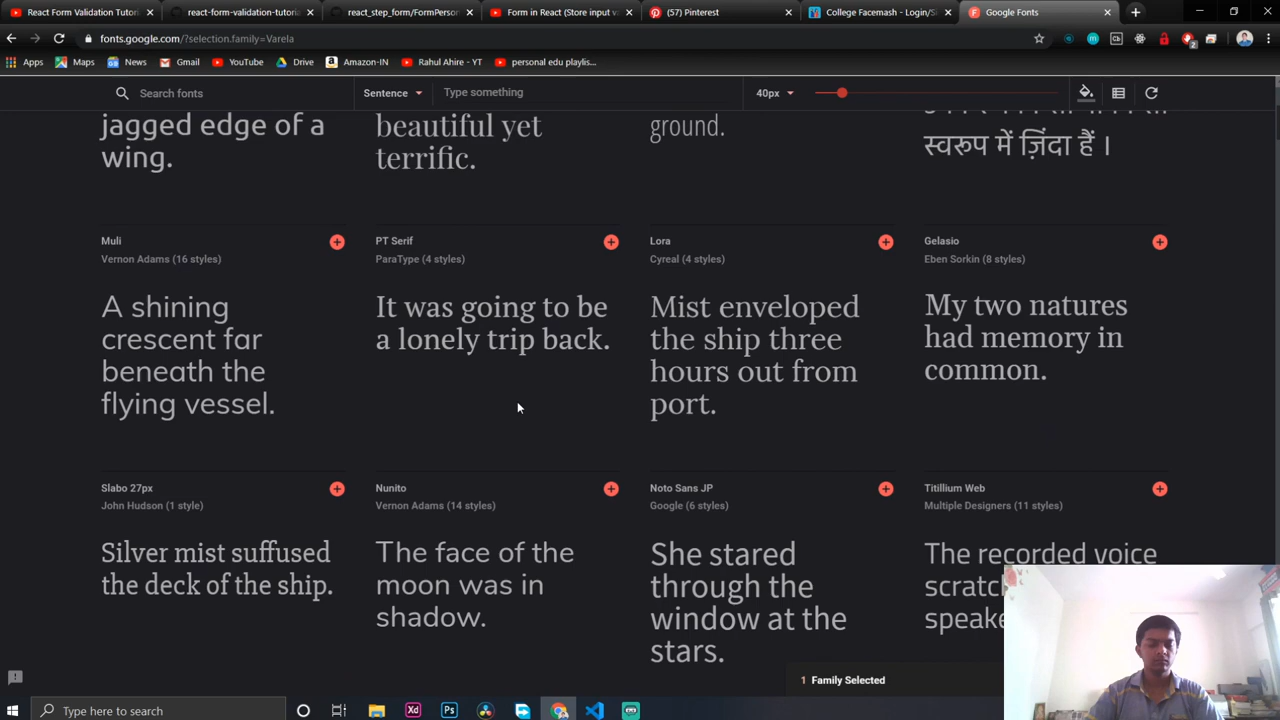 React Form Validation Tutori
react-form-validation-tutoria
react_step_form/FormPerson
Form in React (Store input v
(57) Pinterest
College Facemash - Login/S
Google Fonts
fonts.google.com/?selection.family=Varela
Apps
Maps
News
Gmail
YouTube
Drive
Amazon-IN
Rahul Ahire - YT
personal edu playlis...
Search fonts
Sentence
Type something
40px
jagged edge of a
wing.
beautiful yet
terrific.
ground.
स्वरूप में ज़िंदा हैं ।
Muli
Vernon Adams (16 styles)
A shining
crescent far
beneath the
flying vessel.
PT Serif
ParaType (4 styles)
It was going to be
a lonely trip back.
Lora
Cyreal (4 styles)
Mist enveloped
the ship three
hours out from
port.
Gelasio
Eben Sorkin (8 styles)
My two natures
had memory in
common.
Slabo 27px
John Hudson (1 style)
Silver mist suffused
the deck of the ship.
Nunito
Vernon Adams (14 styles)
The face of the
moon was in
shadow.
Noto Sans JP
Google (6 styles)
She stared
through the
window at the
stars.
Titillium Web
Multiple Designers (11 styles)
The recorded voice
scratc
speake
1 Family Selected
Type here to search